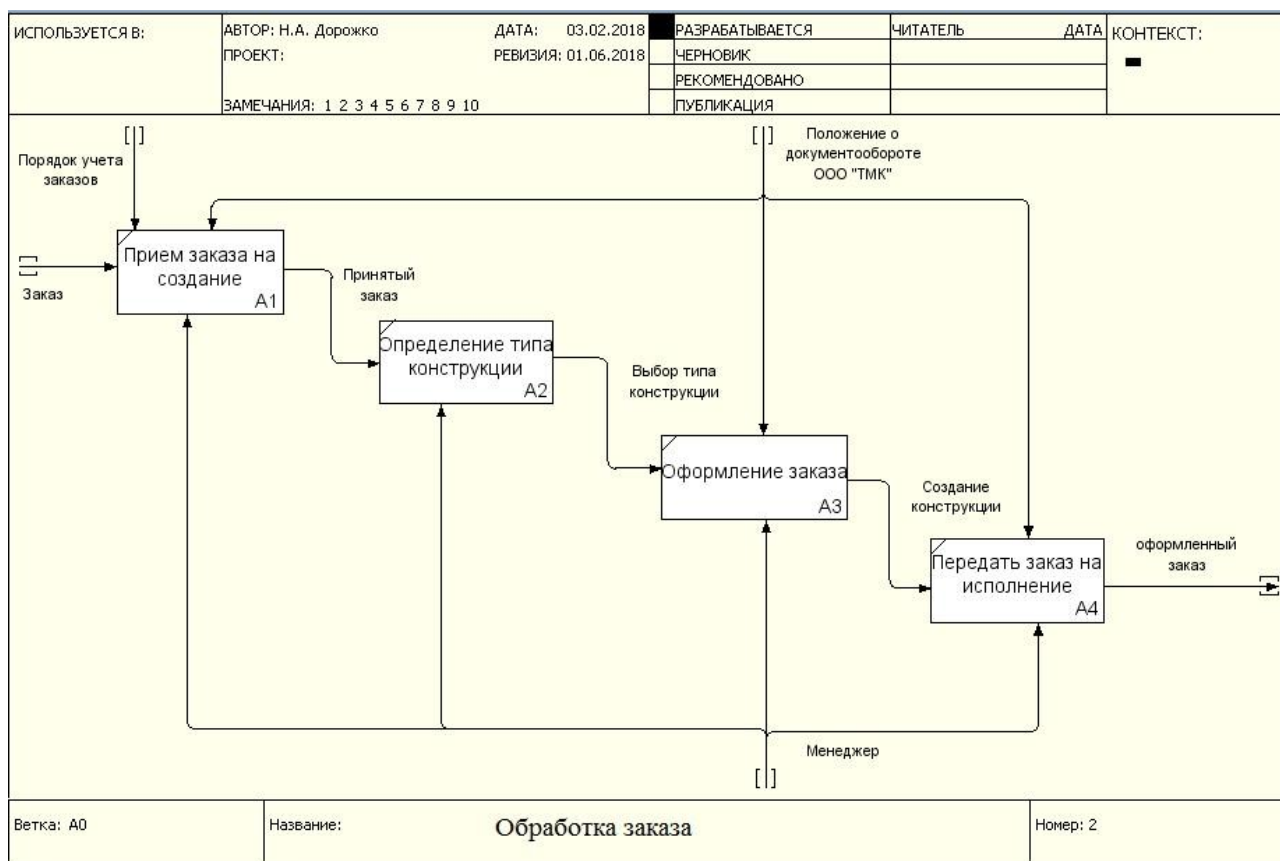 ИСПОЛЬЗУЕТСЯ В:
АВТОР: Н.А. Дорожко
ДАТА: 03.02.2018
РАЗРАБАТЫВАЕТСЯ
ЧИТАТЕЛЬ
ДАТА
КОНТЕКСТ:
ПРОЕКТ:
РЕВИЗИЯ: 01.06.2018
ЧЕРНОВИК
РЕКОМЕНДОВАНО
ЗАМЕЧАНИЯ: 1 2 3 4 5 6 7 8 9 10
ПУБЛИКАЦИЯ
Порядок учета
заказов
Положение о
документообороте
ООО "ТМК"
Заказ
Прием заказа на
создание
A1
Принятый
заказ
Определение типа
конструкции
A2
Выбор типа
конструкции
Оформление заказа
A3
Создание
конструкции
Передать заказ на
исполнение
A4
оформленный
заказ
Менеджер
Ветка: A0
Название:
Обработка заказа
Номер: 2